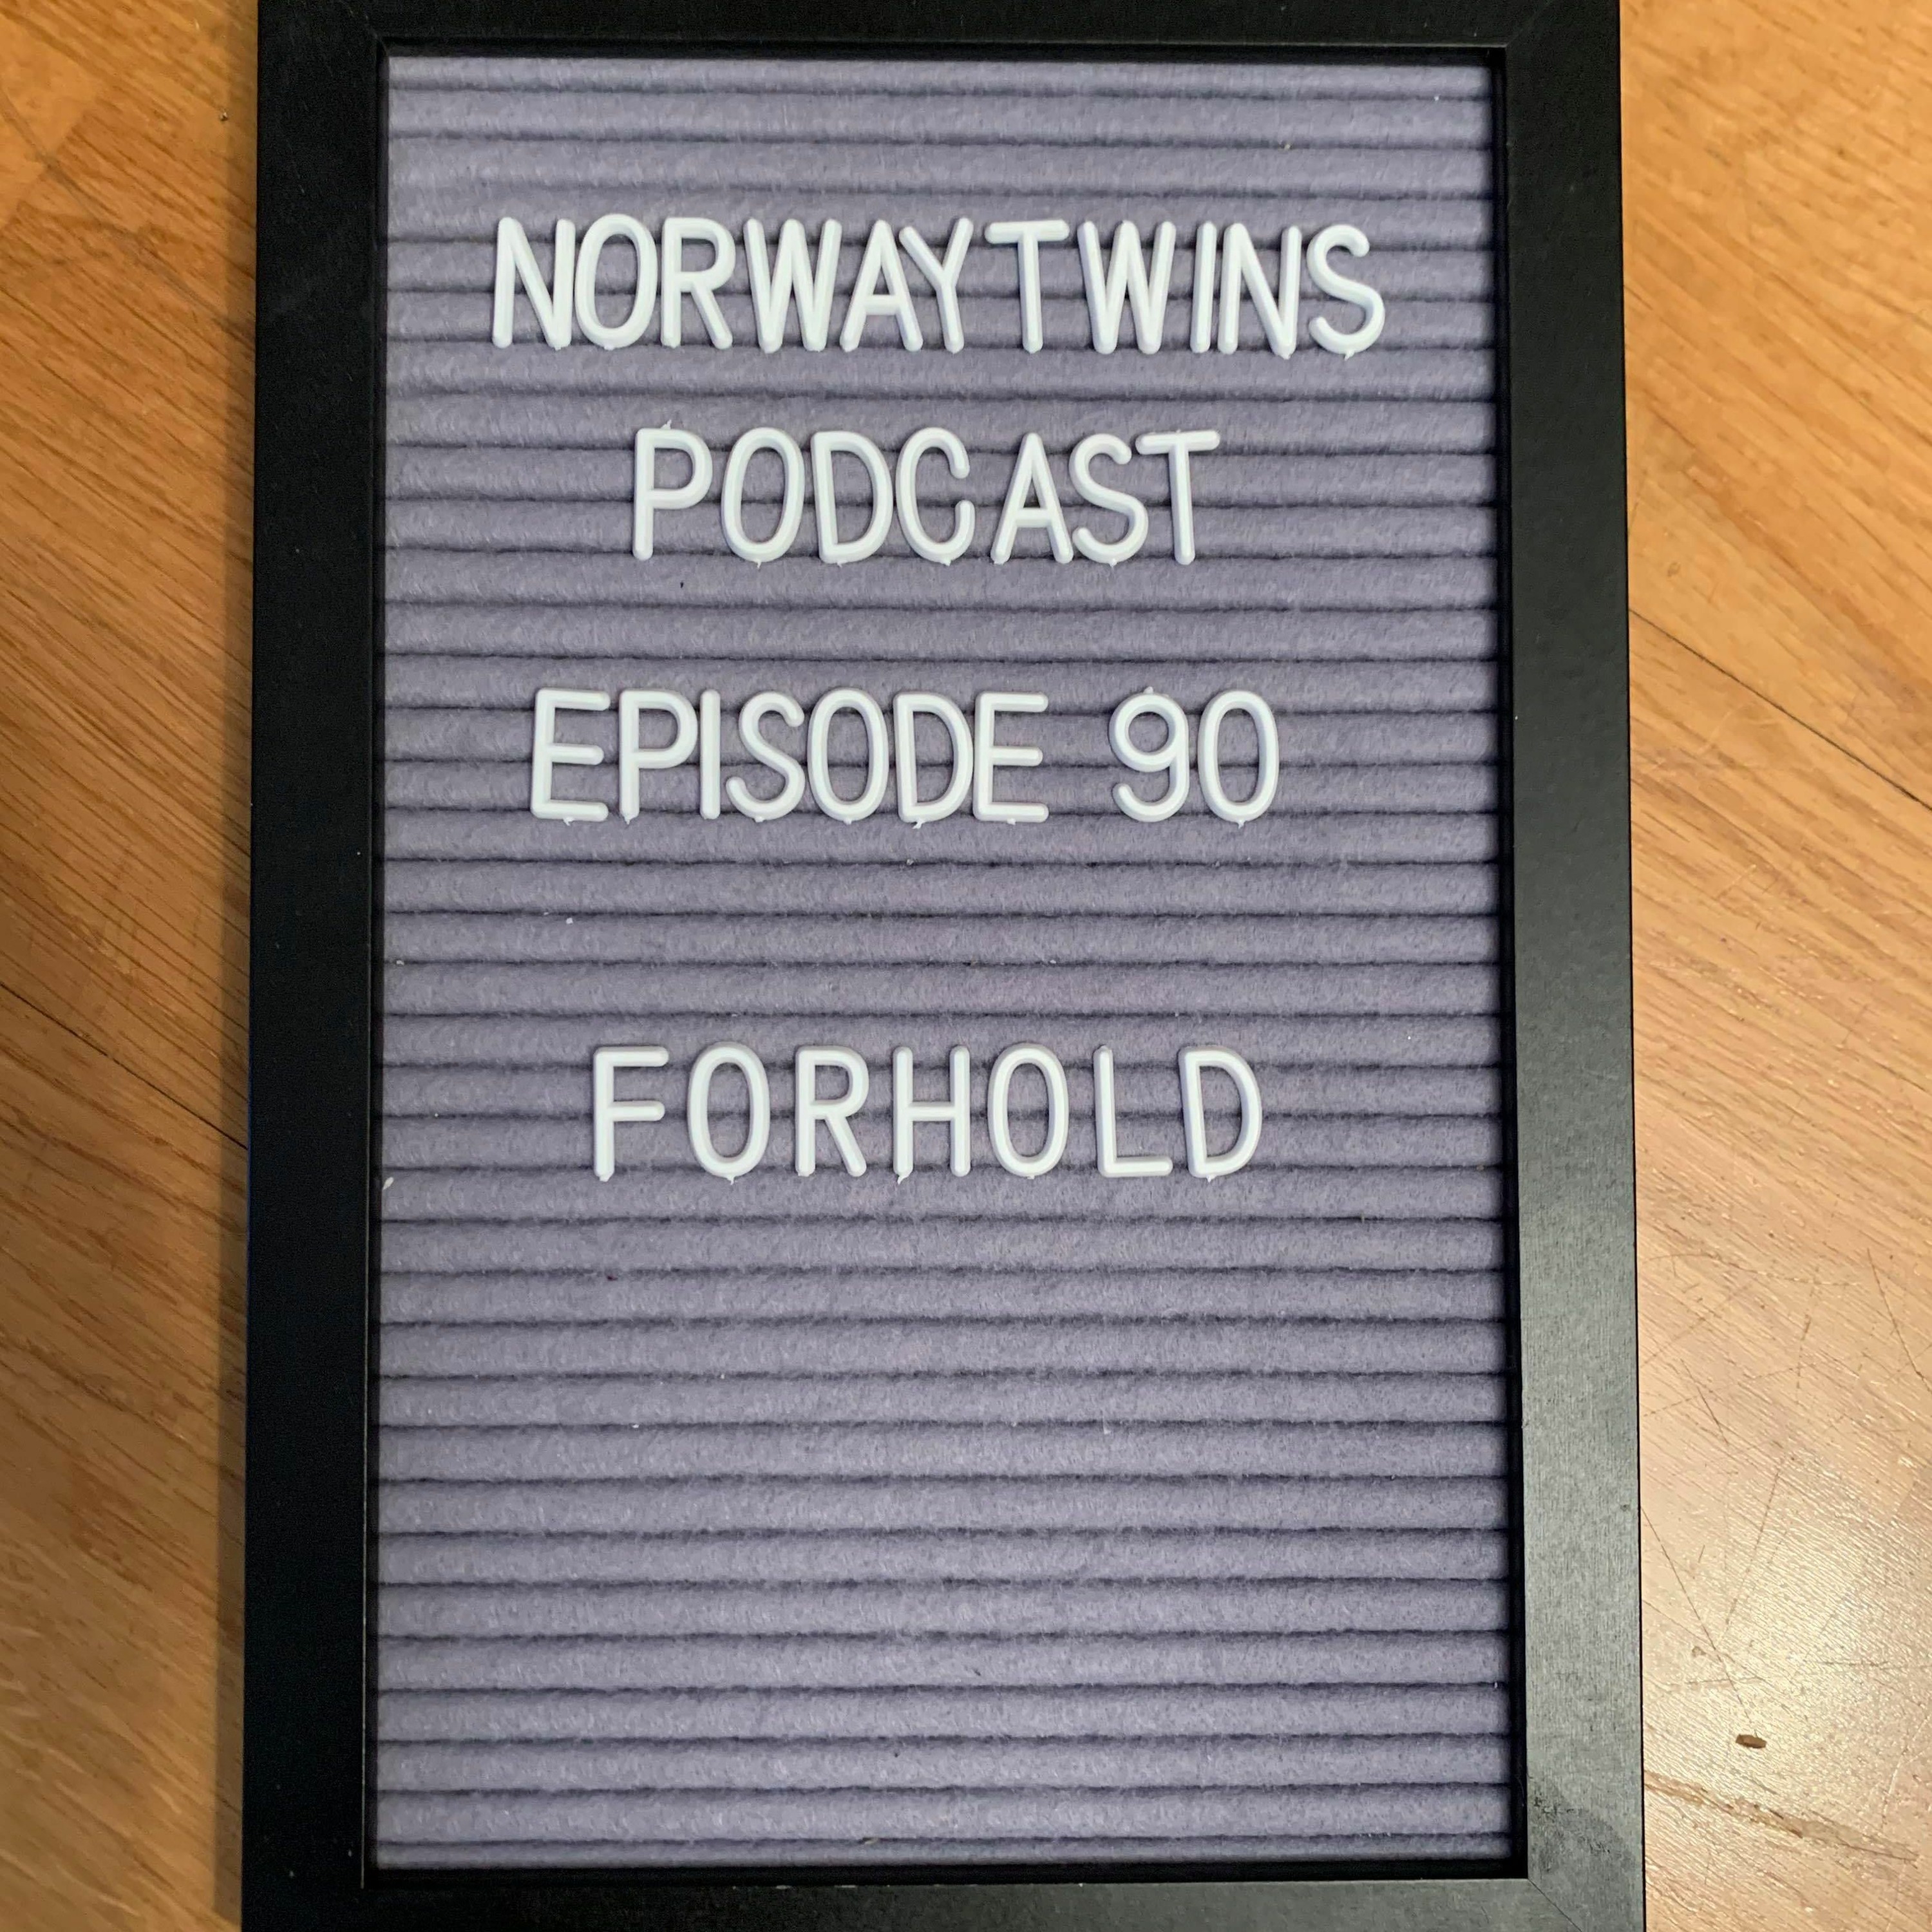 NORWAYTWINS
PODCAST
EPISODE 90
FORHOLD